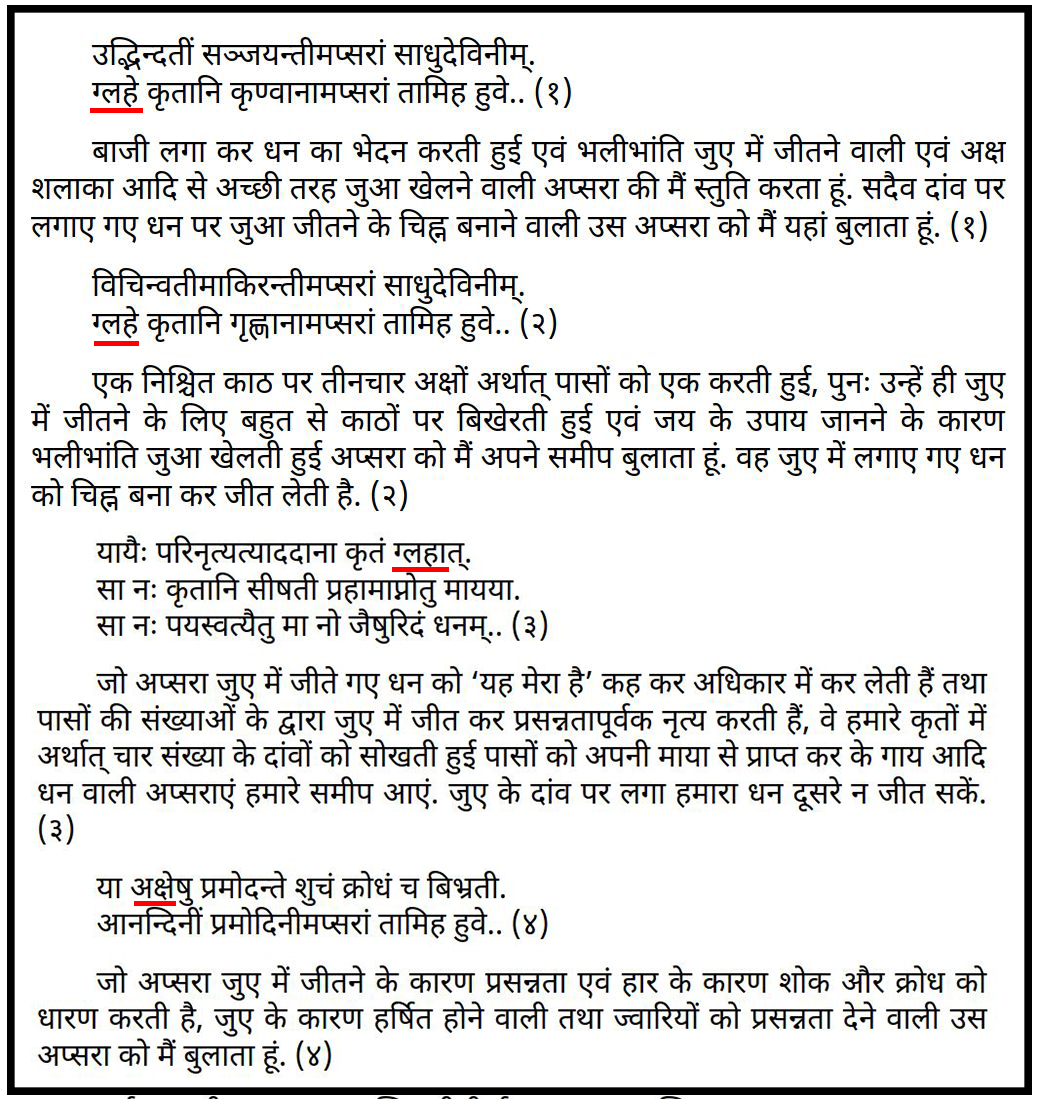 उद्भिन्दतीं सञ्जयन्तीमप्सरां साधुदेविनीम्.
ग्लहे कृतानि कृण्वानामप्सरां तामिह हुवे.. (१)
बाजी लगा कर धन का भेदन करती हुई एवं भलीभांति जुए में जीतने वाली एवं अक्ष
शलाका आदि से अच्छी तरह जुआ खेलने वाली अप्सरा की मैं स्तुति करता हूं. सदैव दांव पर
लगाए गए धन पर जुआ जीतने के चिह्न बनाने वाली उस अप्सरा को मैं यहां बुलाता हूं. (१)
विचिन्वतीमाकिरन्तीमप्सरां साधुदेविनीम्.
ग्लहे कृतानि गृह्णानामप्सरां तामिह हुवे.. (२)
एक निश्चित काठ पर तीनचार अक्षों अर्थात् पासों को एक करती हुई, पुनः उन्हें ही जुए
में जीतने के लिए बहुत से काठों पर बिखेरती हुई एवं जय के उपाय जानने के कारण
भलीभांति जुआ खेलती हुई अप्सरा को मैं अपने समीप बुलाता हूं. वह जुए में लगाए गए धन
को चिह्न बना कर जीत लेती है. (२)
यायैः परिनृत्यत्याददाना कृतं ग्लहात्.
सा नः कृतानि सीषती प्रहामाप्नोतु मायया.
सा नः पयस्वत्यैतु मा नो जैषुरिदं धनम्.. (३)
जो अप्सरा जुए में जीते गए धन को ‘यह मेरा है’ कह कर अधिकार में कर लेती हैं तथा
पासों की संख्याओं के द्वारा जुए में जीत कर प्रसन्नतापूर्वक नृत्य करती हैं, वे हमारे कृतों में
अर्थात् चार संख्या के दांवों को सोखती हुई पासों को अपनी माया से प्राप्त कर के गाय आदि
धन वाली अप्सराएं हमारे समीप आएं. जुए के दांव पर लगा हमारा धन दूसरे न जीत सकें.
(३)
या अक्षेषु प्रमोदन्ते शुचं क्रोधं च बिभ्रती.
आनन्दिनीं प्रमोदिनीमप्सरां तामिह हुवे.. (४)
जो अप्सरा जुए में जीतने के कारण प्रसन्नता एवं हार के कारण शोक और क्रोध को
धारण करती है, जुए के कारण हर्षित होने वाली तथा ज्वारियों को प्रसन्नता देने वाली उस
अप्सरा को मैं बुलाता हूं. (४)